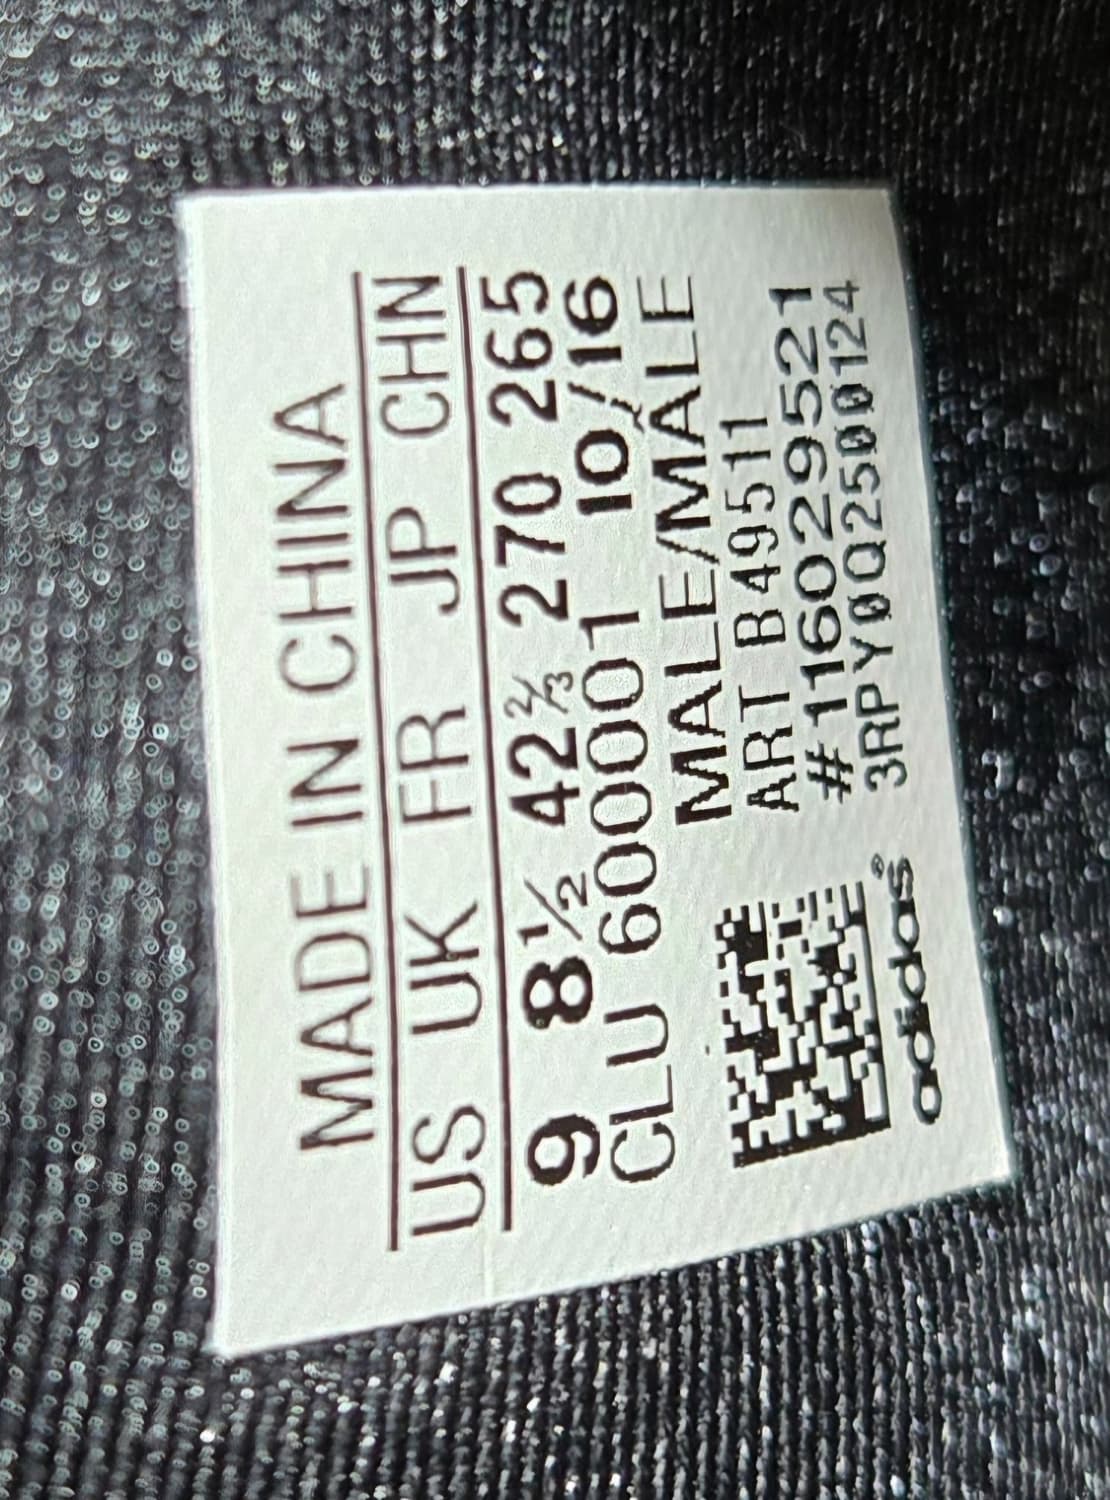 MADE IN CHINA
US UK FR JP CHN
9 8½ 42⅔ 270 265
CLU 600001 10/16
MALE/MALE
ART B49511
#116029521
3RPY0Q2500124
adidas®